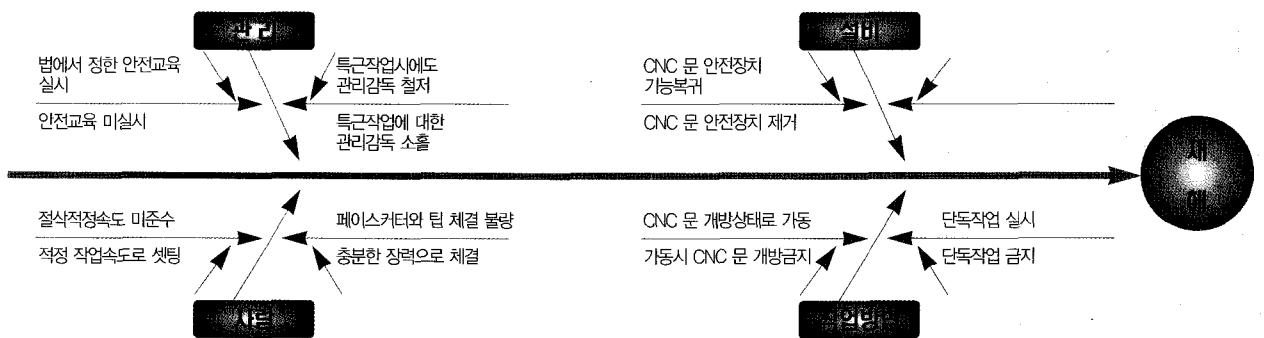 관리
설비
법에서 정한 안전교육
실시
특근작업시에도
관리감독 철저
CNC 문 안전장치
기능복귀
안전교육 미실시
특근작업에 대한
관리감독 소홀
CNC 문 안전장치 제거
재
해
절삭적정속도 미준수
페이스커터와 팁 체결 불량
CNC 문 개방상태로 가동
단독작업 실시
적정 작업속도로 셋팅
충분한 장력으로 체결
가동시 CNC 문 개방금지
단독작업 금지
사람
작업방법